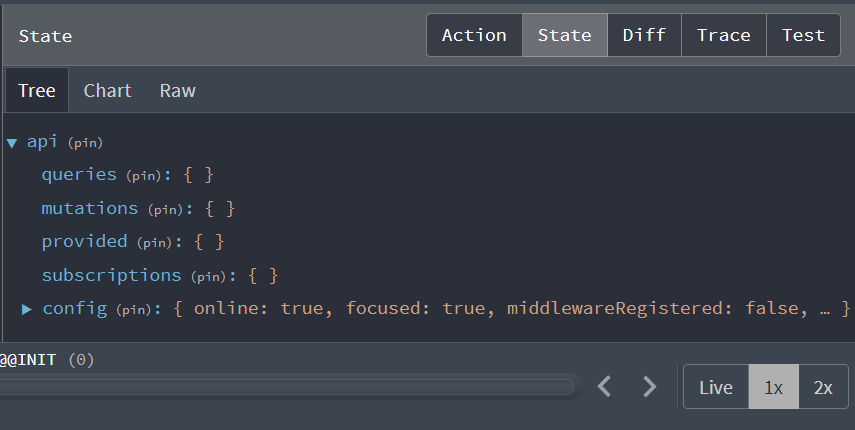 State Action State Diff Trace Test
Tree Chart Raw
▼ api (pin)
queries (pin): { }
mutations (pin): { }
provided (pin): { }
subscriptions (pin): { }
▶ config (pin): { online: true, focused: true, middlewareRegistered: false, … }
@@INIT (0)
Live 1x 2x